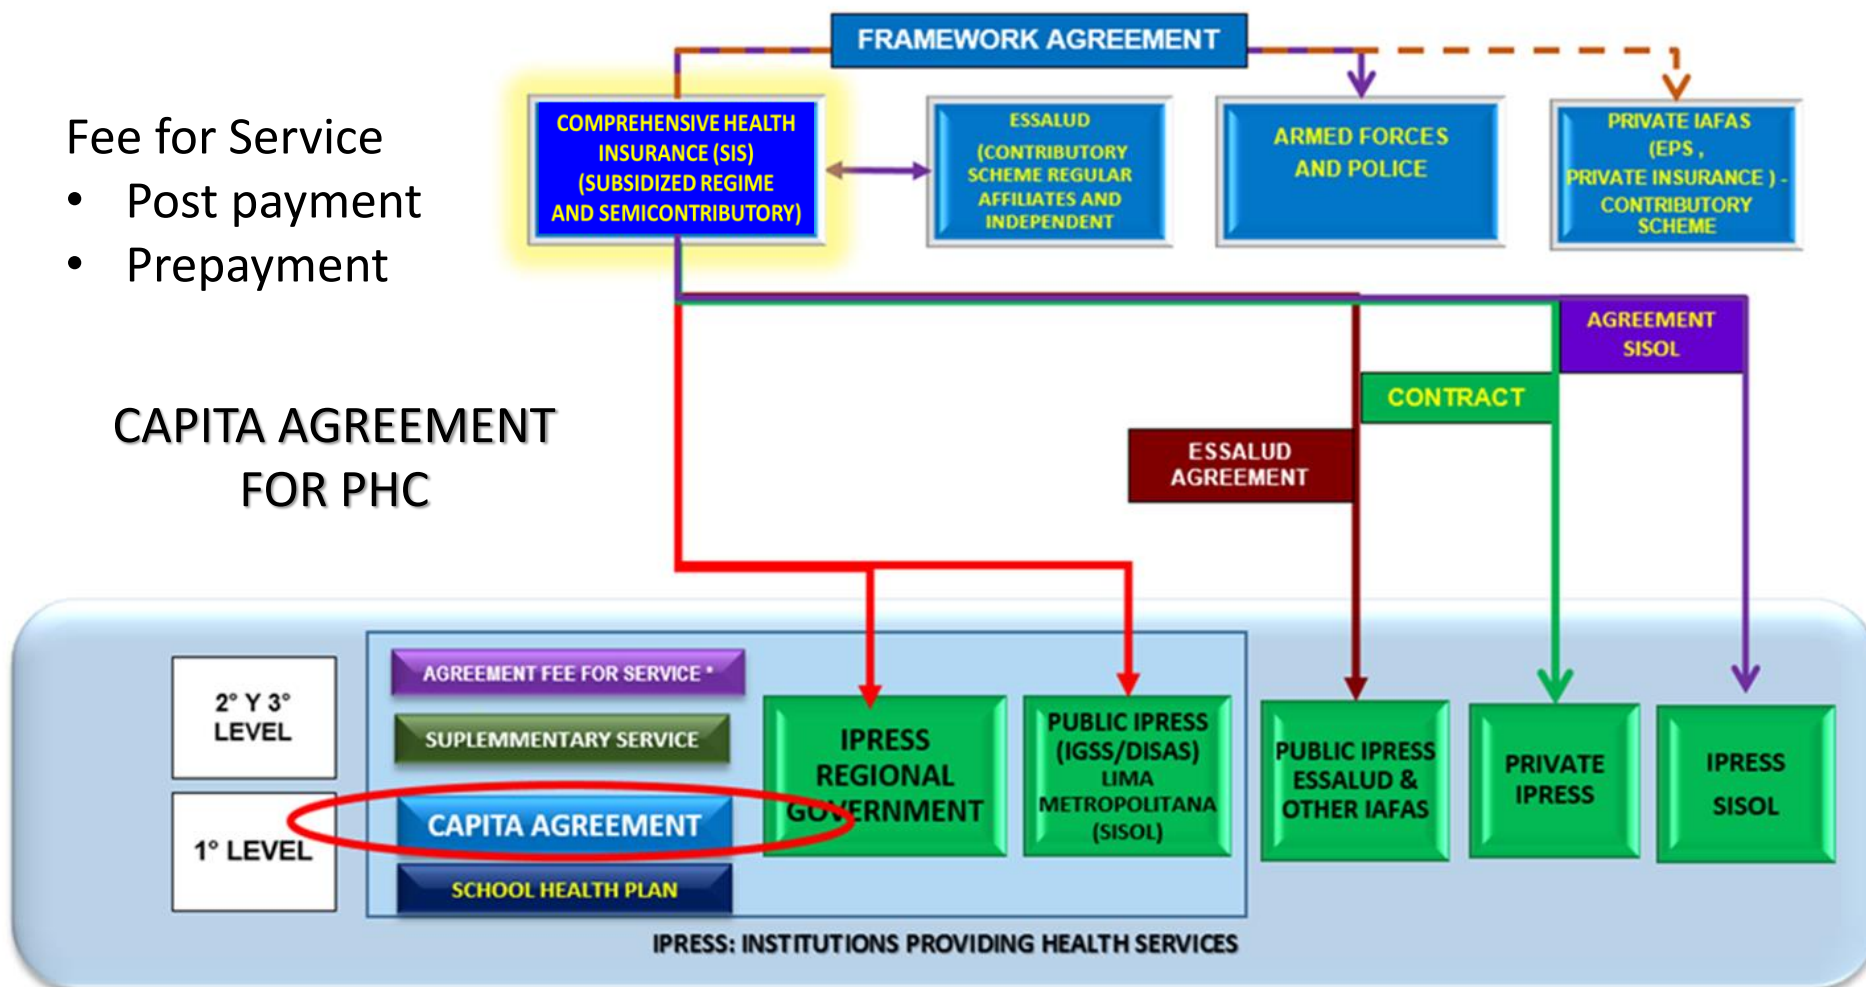 FRAMEWORK AGREEMENT
Fee for Service
• Post payment
• Prepayment
COMPREHENSIVE HEALTH
INSURANCE (SIS)
(SUBSIDIZED REGIME
AND SEMICONTRIBUTORY)
ESSALUD
(CONTRIBUTORY
SCHEME REGULAR
AFFILIATES AND
INDEPENDENT
ARMED FORCES
AND POLICE
PRIVATE IAFAS
(EPS ,
PRIVATE INSURANCE ) -
CONTRIBUTORY
SCHEME
AGREEMENT
SISOL
CONTRACT
ESSALUD
AGREEMENT
CAPITA AGREEMENT
FOR PHC
2° Y 3°
LEVEL
1° LEVEL
AGREEMENT FEE FOR SERVICE *
SUPLEMMENTARY SERVICE
CAPITA AGREEMENT
SCHOOL HEALTH PLAN
IPRESS
REGIONAL
GOVERNMENT
PUBLIC IPRESS
(IGSS/DISAS)
LIMA
METROPOLITANA
(SISOL)
PUBLIC IPRESS
ESSALUD &
OTHER IAFAS
PRIVATE
IPRESS
IPRESS
SISOL
IPRESS: INSTITUTIONS PROVIDING HEALTH SERVICES